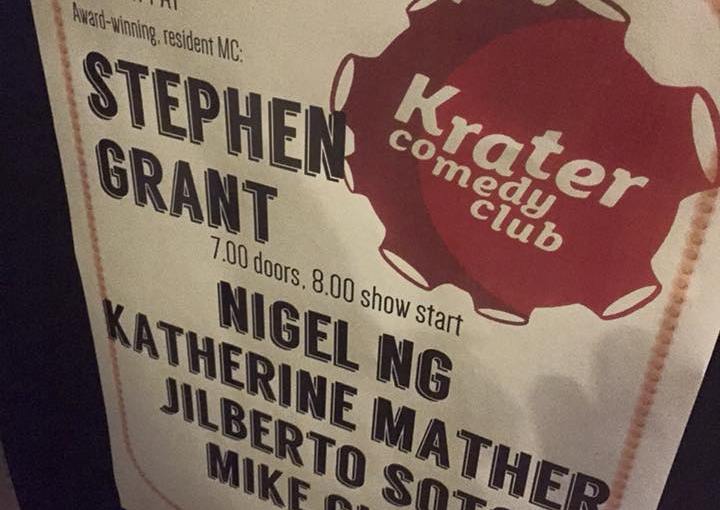 Award-winning, resident MC:
STEPHEN
GRANT
Krater
comedy
club
7.00 doors, 8.00 show start
NIGEL NG
KATHERINE MATHER
JILBERTO
MIKE